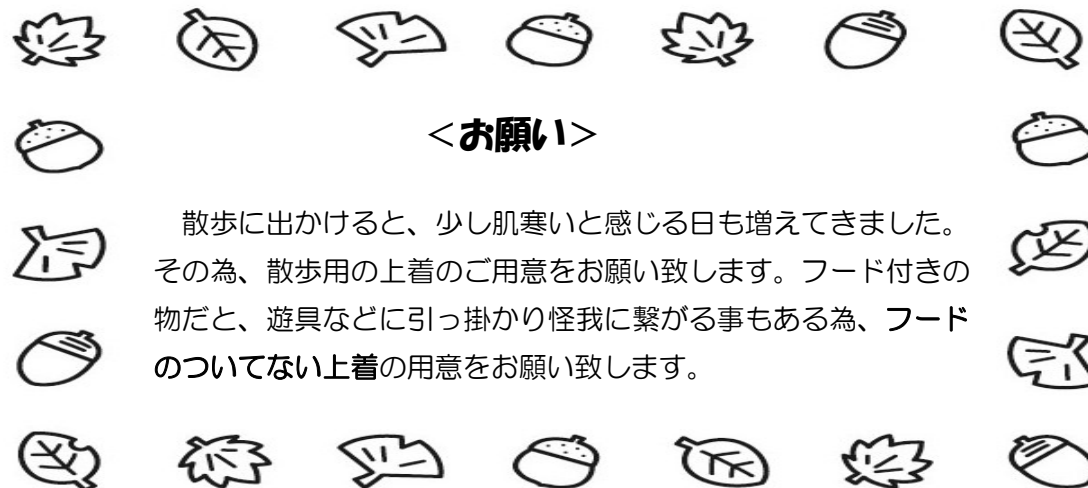 ＜お願い＞
　散歩に出かけると、少し肌寒いと感じる日も増えてきました。
その為、散歩用の上着のご用意をお願い致します。フード付きの
物だと、遊具などに引っ掛かり怪我に繋がる事もある為、フード
のついてない上着の用意をお願い致します。